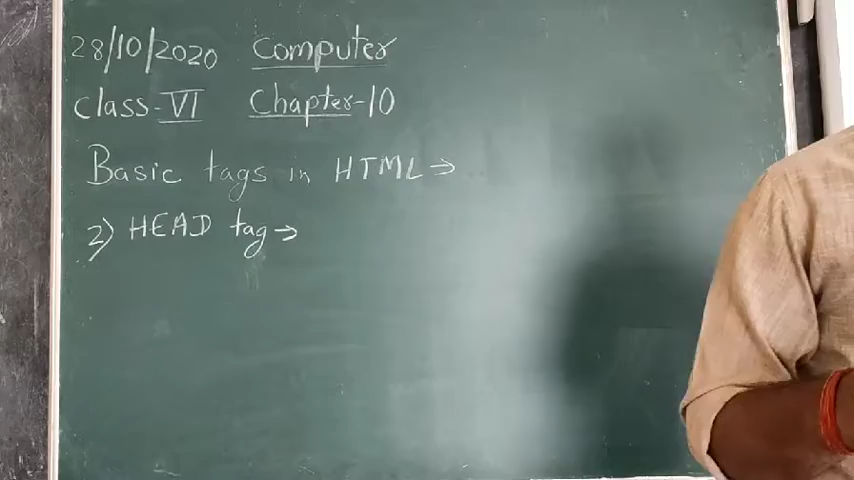 28/10/2020 Computer
Class-VI Chapter-10
Basic tags in HTML→
2) HEAD tag→